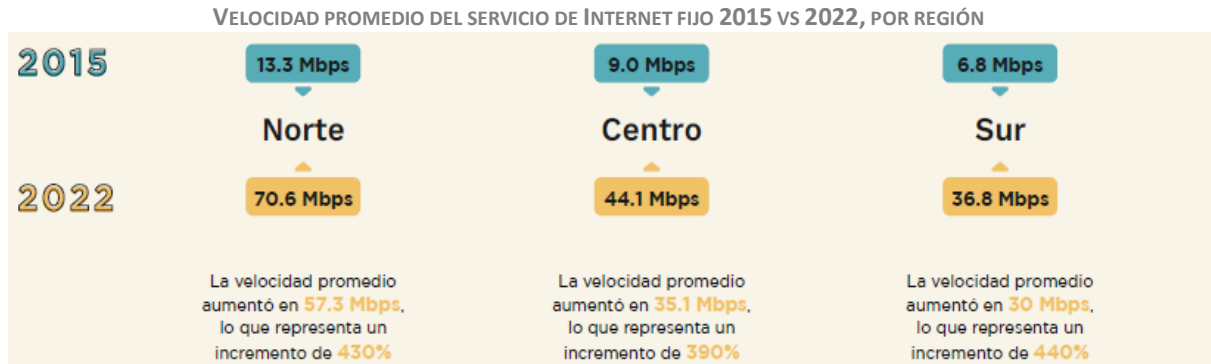 VELOCIDAD PROMEDIO DEL SERVICIO DE INTERNET FIJO 2015 VS 2022, POR REGIÓN
2015
13.3 Mbps
9.0 Mbps
6.8 Mbps
Norte
Centro
Sur
2022
70.6 Mbps
44.1 Mbps
36.8 Mbps
La velocidad promedio
aumentó en 57.3 Mbps,
lo que representa un
incremento de 430%
La velocidad promedio
aumentó en 35.1 Mbps,
lo que representa un
incremento de 390%
La velocidad promedio
aumentó en 30 Mbps,
lo que representa un
incremento de 440%